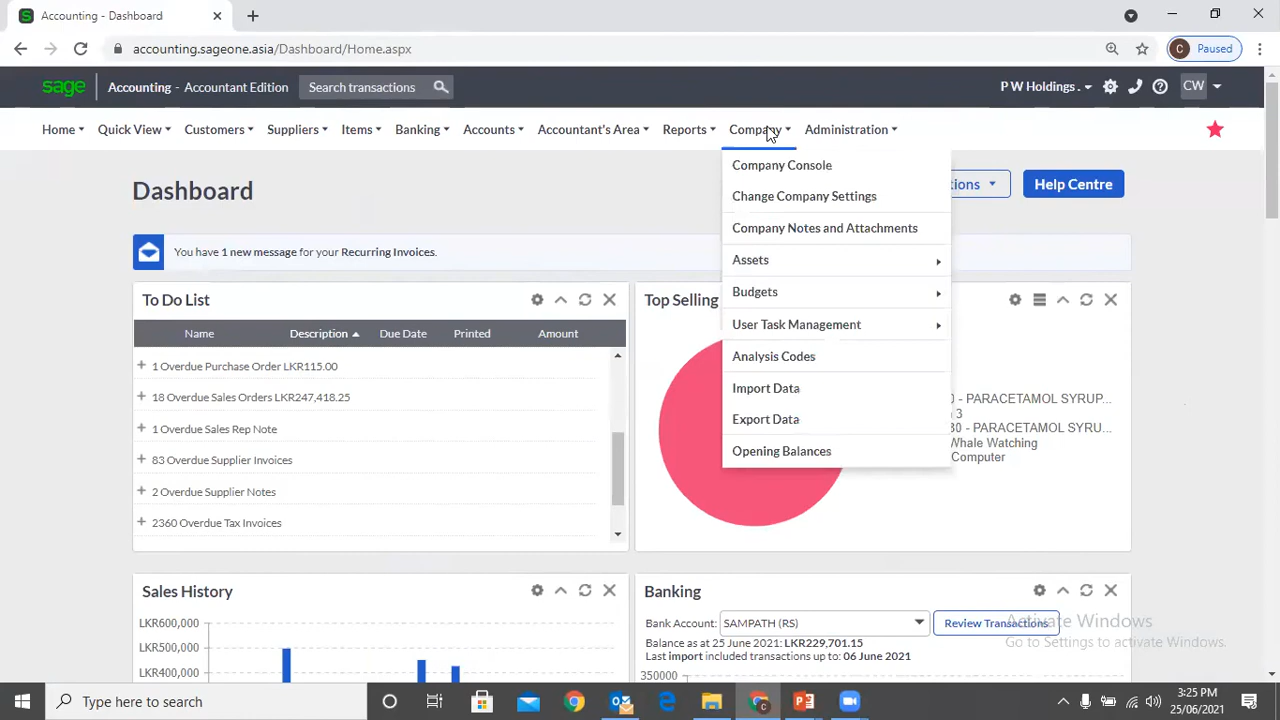 Accounting - Dashboard
accounting.sageone.asia/Dashboard/Home.aspx
C Paused
sage Accounting - Accountant Edition Search transactions P W Holdings . CW
Home Quick View Customers Suppliers Items Banking Accounts Accountant's Area Reports Company Administration
Company Console
Change Company Settings
Company Notes and Attachments
Assets
Budgets
User Task Management
Analysis Codes
Import Data
Export Data
Opening Balances
Dashboard
Help Centre
You have 1 new message for Recurring Invoices.
To Do List
Name Description Due Date Printed Amount
1 Overdue Purchase Order LKR115.00
18 Overdue Sales Orders LKR247,418.25
1 Overdue Sales Rep Note
83 Overdue Supplier Invoices
2 Overdue Supplier Notes
2360 Overdue Tax Invoices
Top Selling
0 - PARACETAMOL SYRUP...
3
30 - PARACETAMOL SYRU...
Whale Watching
Computer
Sales History
LKR600,000
LKR500,000
LKR400,000
Banking
Bank Account: SAMPATH (RS) Review Transactions
Balance as at 25 June 2021: LKR229,701.15
Last import included transactions up to: 06 June 2021
350000
Activate Windows
Go to Settings to activate Windows.
Type here to search
3:25 PM
25/06/2021